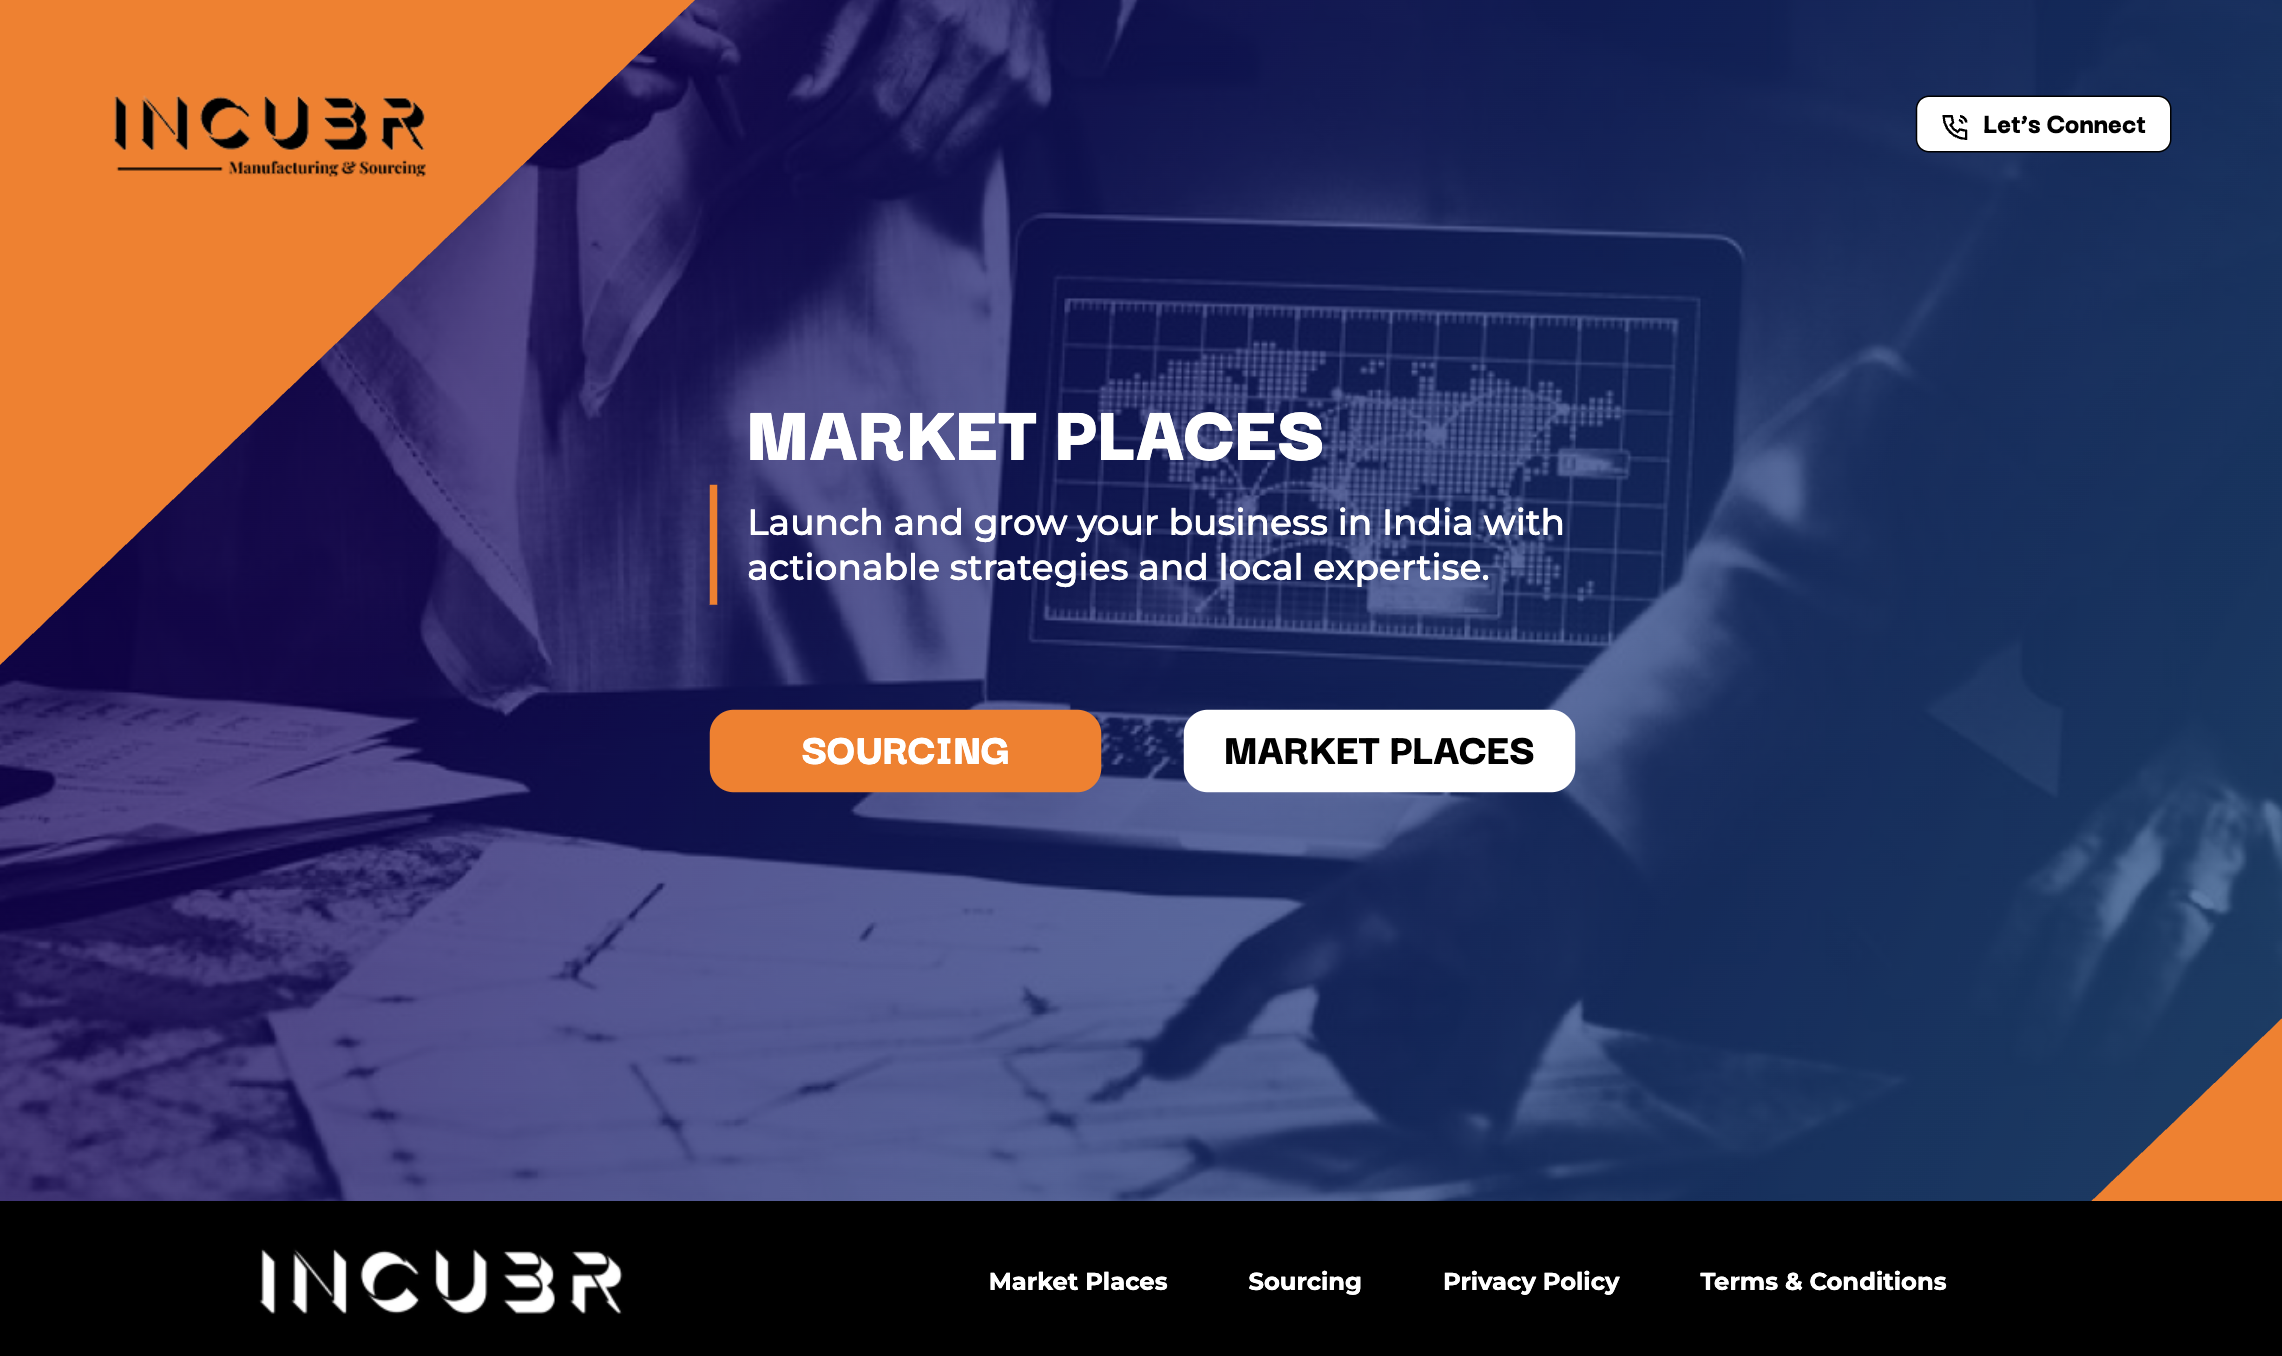 INCUBR
Manufacturing & Sourcing
Let's Connect
MARKET PLACES
Launch and grow your business in India with
actionable strategies and local expertise.
SOURCING
MARKET PLACES
INCUBR
Market Places
Sourcing
Privacy Policy
Terms & Conditions